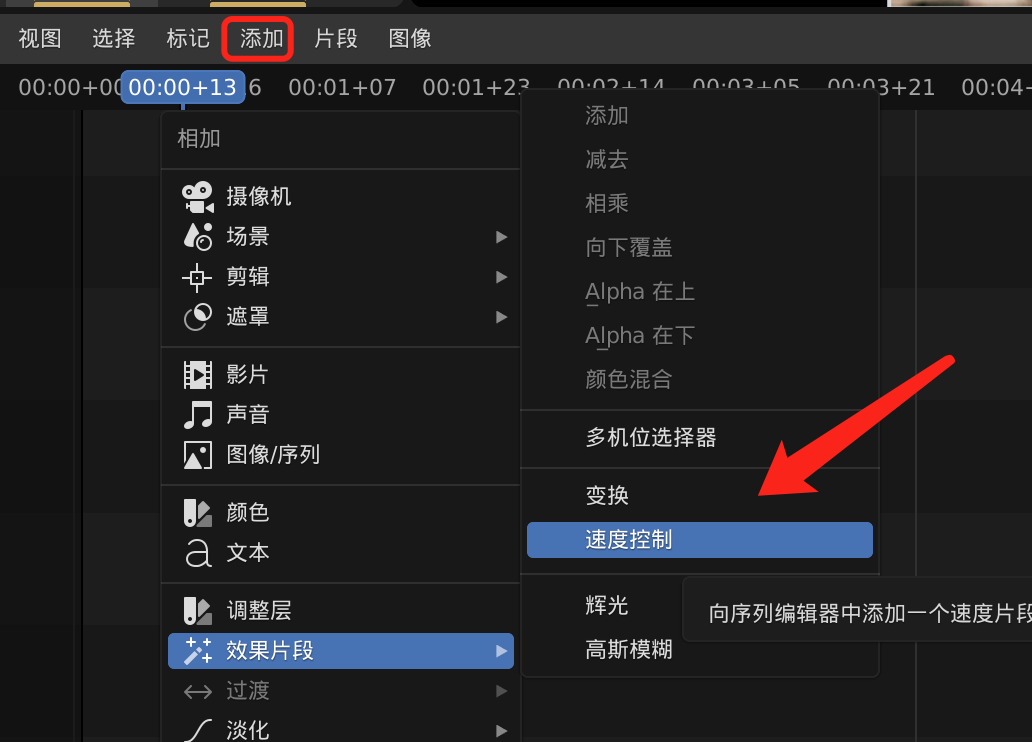 视图 选择 标记 添加 片段 图像
00:00+00 00:00+13 6 00:01+07 00:01+23 00:02+14 00:03+05 00:03+21 00:04+
相加
摄像机
场景
剪辑
遮罩
影片
声音
图像/序列
颜色
文本
调整层
效果片段
过渡
淡化
添加
减去
相乘
向下覆盖
Alpha 在上
Alpha 在下
颜色混合
多机位选择器
变换
速度控制
辉光
高斯模糊
向序列编辑器中添加一个速度片段